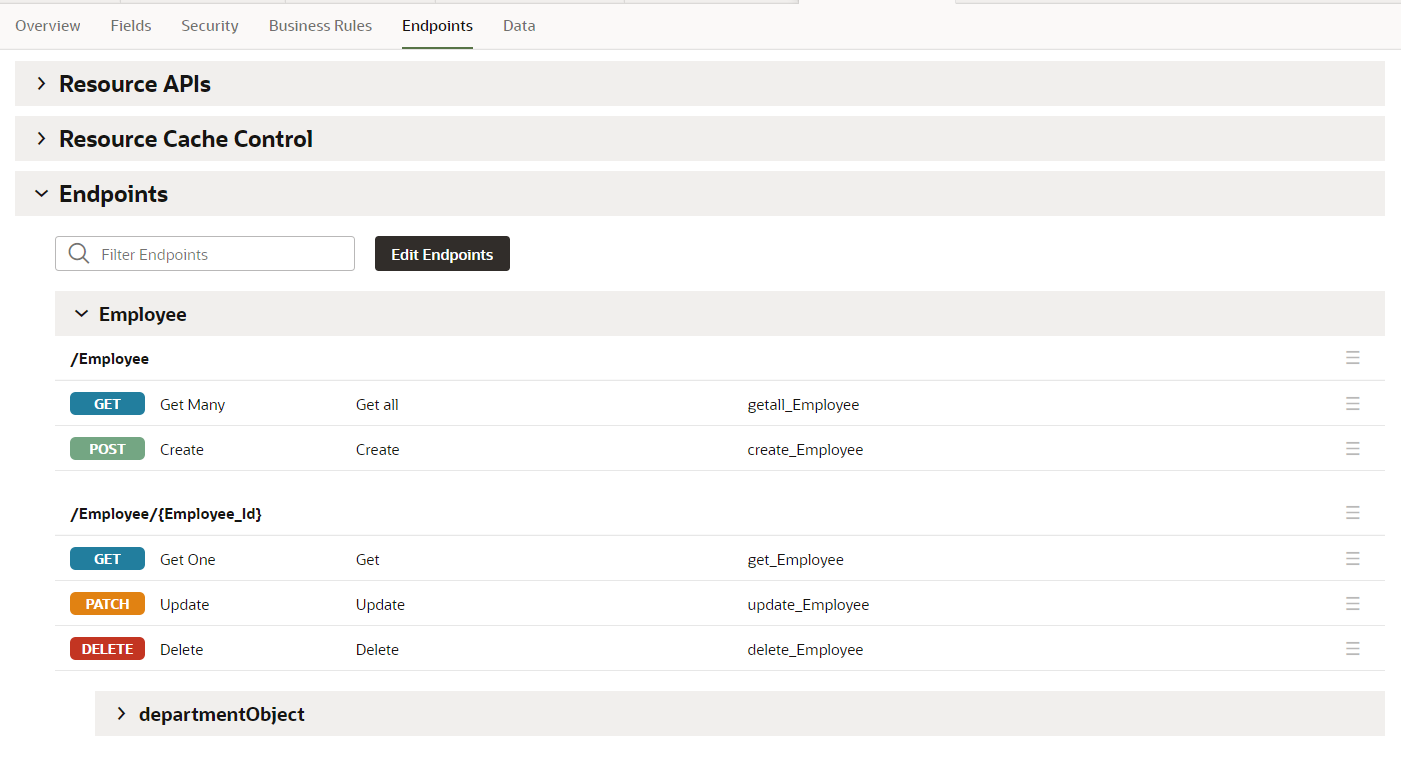 Overview Fields Security Business Rules Endpoints Data
Resource APIs
Resource Cache Control
Endpoints
Filter Endpoints Edit Endpoints
Employee
/Employee
GET Get Many Get all getall_Employee
POST Create Create create_Employee
/Employee/{Employee_Id}
GET Get One Get get_Employee
PATCH Update Update update_Employee
DELETE Delete Delete delete_Employee
departmentObject